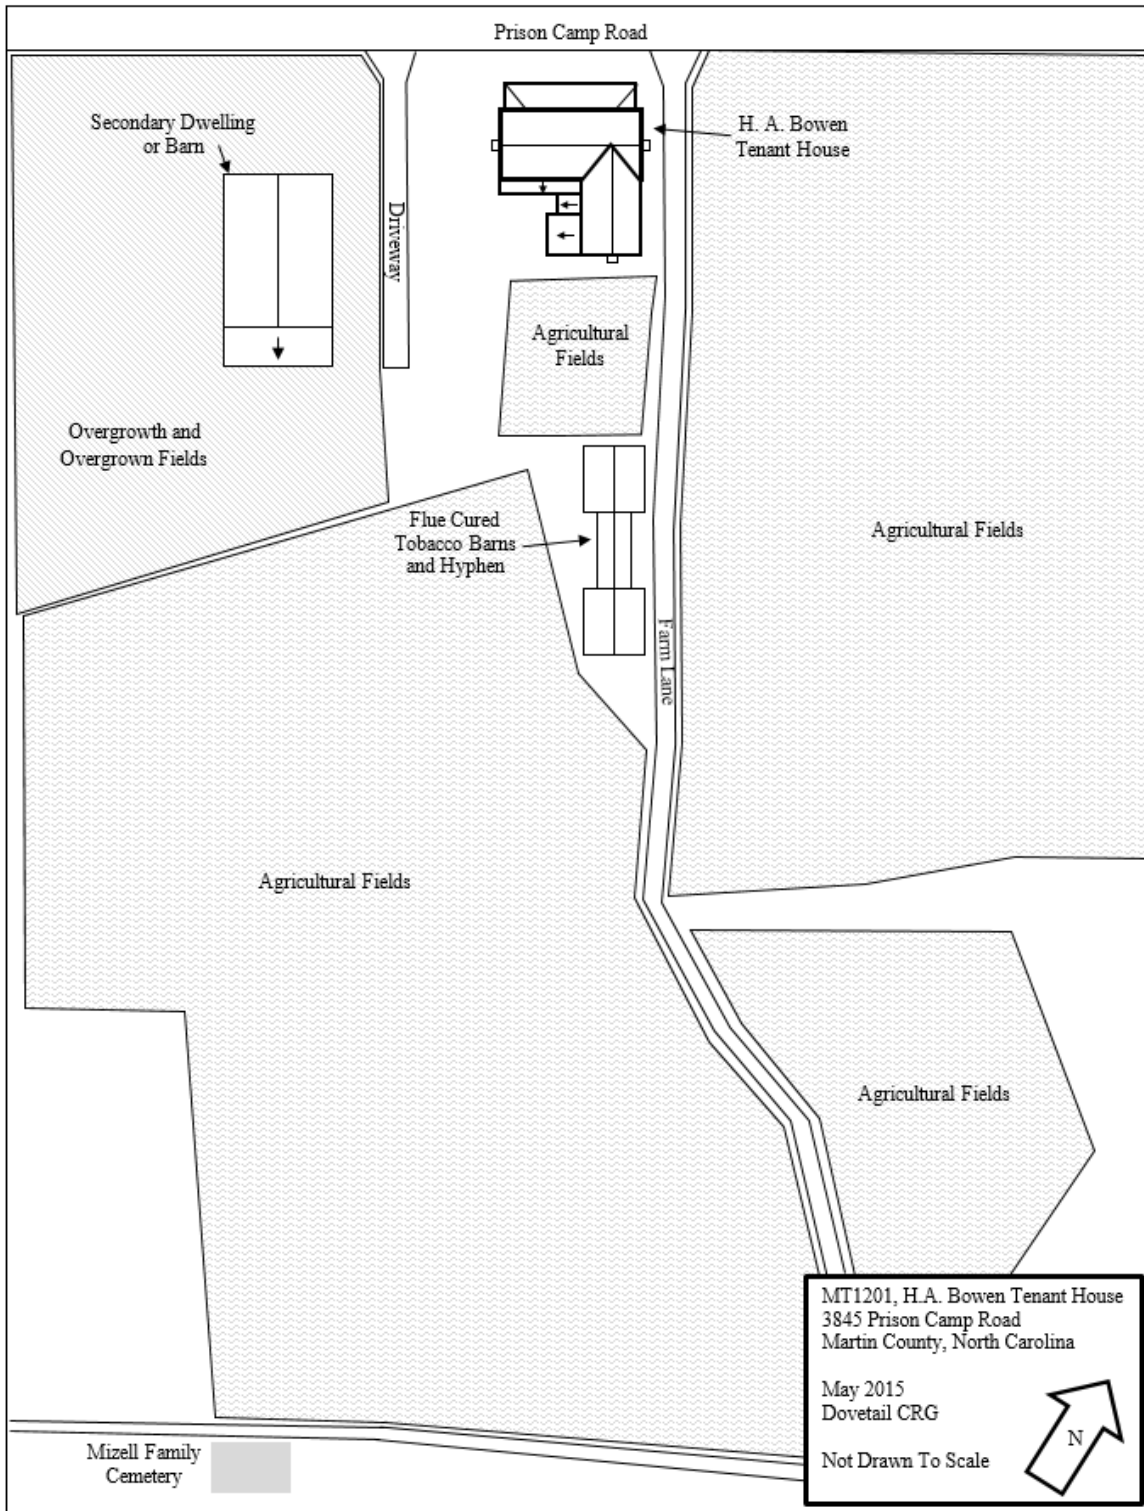 Prison Camp Road
Secondary Dwelling
or Barn
H. A. Bowen
Tenant House
Driveway
Agricultural
Fields
Overgrowth and
Overgrown Fields
Flue Cured
Tobacco Barns
and Hyphen
Agricultural Fields
Farm Lane
Agricultural Fields
Agricultural Fields
MT1201, H.A. Bowen Tenant House
3845 Prison Camp Road
Martin County, North Carolina
May 2015
Dovetail CRG
Not Drawn To Scale
N
Mizell Family
Cemetery